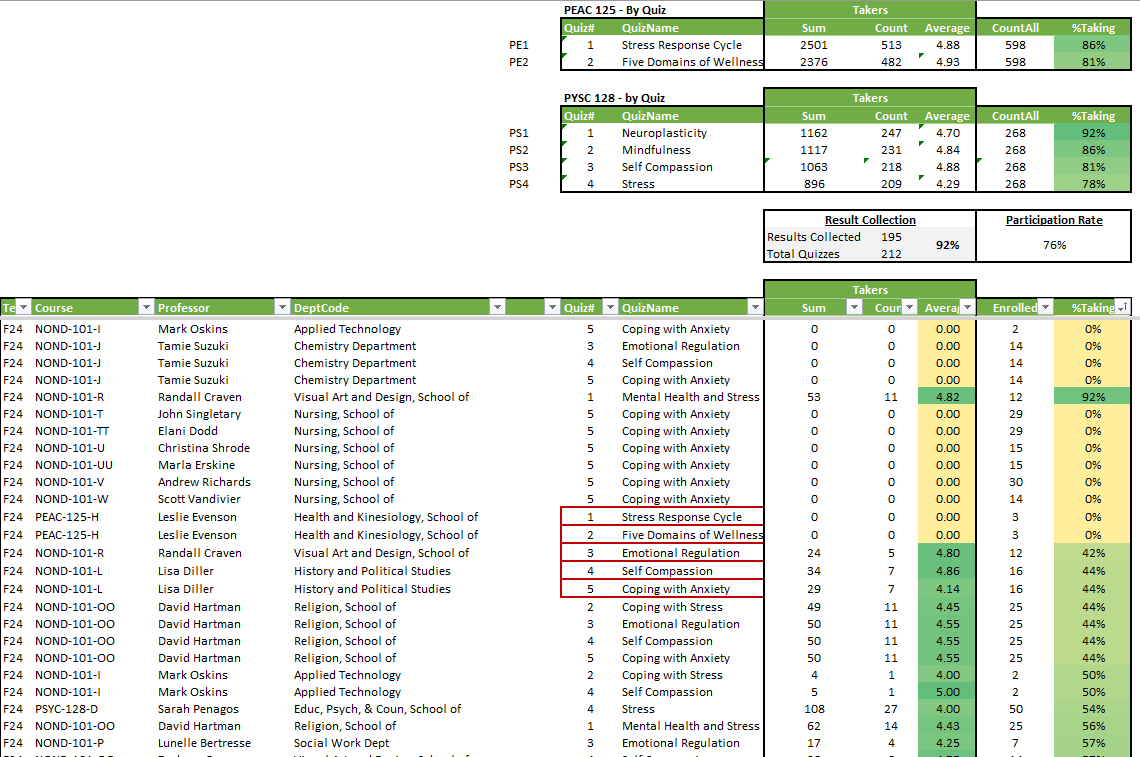 PEAC 125 - By Quiz Takers
Quiz# QuizName Sum Count Average CountAll %Taking
PE1 1 Stress Response Cycle 2501 513 4.88 598 86%
PE2 2 Five Domains of Wellness 2376 482 4.93 598 81%
PYSC 128 - by Quiz Takers
Quiz# QuizName Sum Count Average CountAll %Taking
PS1 1 Neuroplasticity 1162 247 4.70 268 92%
PS2 2 Mindfulness 1117 231 4.84 268 86%
PS3 3 Self Compassion 1063 218 4.88 268 81%
PS4 4 Stress 896 209 4.29 268 78%
Result Collection Participation Rate
Results Collected 195 92% 76%
Total Quizzes 212
Takers
Te Course Professor DeptCode Quiz# QuizName Sum Coun Averag Enrolled %Taking
F24 NOND-101-I Mark Oskins Applied Technology 5 Coping with Anxiety 0 0 0.00 2 0%
F24 NOND-101-J Tamie Suzuki Chemistry Department 3 Emotional Regulation 0 0 0.00 14 0%
F24 NOND-101-J Tamie Suzuki Chemistry Department 4 Self Compassion 0 0 0.00 14 0%
F24 NOND-101-J Tamie Suzuki Chemistry Department 5 Coping with Anxiety 0 0 0.00 14 0%
F24 NOND-101-R Randall Craven Visual Art and Design, School of 1 Mental Health and Stress 53 11 4.82 12 92%
F24 NOND-101-T John Singletary Nursing, School of 5 Coping with Anxiety 0 0 0.00 29 0%
F24 NOND-101-TT Elani Dodd Nursing, School of 5 Coping with Anxiety 0 0 0.00 29 0%
F24 NOND-101-U Christina Shrode Nursing, School of 5 Coping with Anxiety 0 0 0.00 15 0%
F24 NOND-101-UU Marla Erskine Nursing, School of 5 Coping with Anxiety 0 0 0.00 15 0%
F24 NOND-101-V Andrew Richards Nursing, School of 5 Coping with Anxiety 0 0 0.00 30 0%
F24 NOND-101-W Scott Vandivier Nursing, School of 5 Coping with Anxiety 0 0 0.00 14 0%
F24 PEAC-125-H Leslie Evenson Health and Kinesiology, School of 1 Stress Response Cycle 0 0 0.00 3 0%
F24 PEAC-125-H Leslie Evenson Health and Kinesiology, School of 2 Five Domains of Wellness 0 0 0.00 3 0%
F24 NOND-101-R Randall Craven Visual Art and Design, School of 3 Emotional Regulation 24 5 4.80 12 42%
F24 NOND-101-L Lisa Diller History and Political Studies 4 Self Compassion 34 7 4.86 16 44%
F24 NOND-101-L Lisa Diller History and Political Studies 5 Coping with Anxiety 29 7 4.14 16 44%
F24 NOND-101-OO David Hartman Religion, School of 2 Coping with Stress 49 11 4.45 25 44%
F24 NOND-101-OO David Hartman Religion, School of 3 Emotional Regulation 50 11 4.55 25 44%
F24 NOND-101-OO David Hartman Religion, School of 4 Self Compassion 50 11 4.55 25 44%
F24 NOND-101-OO David Hartman Religion, School of 5 Coping with Anxiety 50 11 4.55 25 44%
F24 NOND-101-I Mark Oskins Applied Technology 2 Coping with Stress 4 1 4.00 2 50%
F24 NOND-101-I Mark Oskins Applied Technology 4 Self Compassion 5 1 5.00 2 50%
F24 PSYC-128-D Sarah Penagos Educ, Psych, & Coun, School of 4 Stress 108 27 4.00 50 54%
F24 NOND-101-OO David Hartman Religion, School of 1 Mental Health and Stress 62 14 4.43 25 56%
F24 NOND-101-P Lunelle Bertresse Social Work Dept 3 Emotional Regulation 17 4 4.25 7 57%